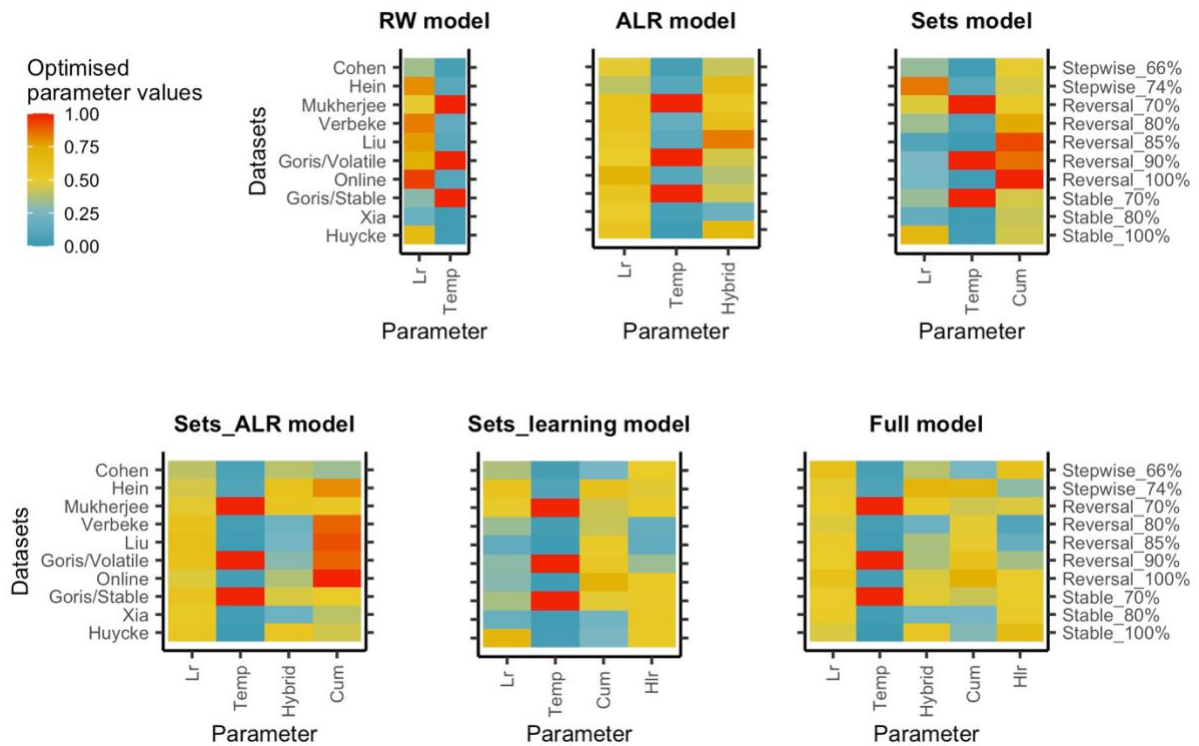 RW model
ALR model
Sets model
Optimised
parameter values
1.00
0.75
0.50
0.25
0.00
Datasets
Cohen
Hein
Mukherjee
Verbeke
Liu
Goris/Volatile
Online
Goris/Stable
Xia
Huycke
Stepwise_66%
Stepwise_74%
Reversal_70%
Reversal_80%
Reversal_85%
Reversal_90%
Reversal_100%
Stable_70%
Stable_80%
Stable_100%
Lr
Temp
Lr
Temp
Hybrid
Lr
Temp
Cum
Parameter
Parameter
Parameter
Sets_ALR model
Sets_learning model
Full model
Datasets
Cohen
Hein
Mukherjee
Verbeke
Liu
Goris/Volatile
Online
Goris/Stable
Xia
Huycke
Stepwise_66%
Stepwise_74%
Reversal_70%
Reversal_80%
Reversal_85%
Reversal_90%
Reversal_100%
Stable_70%
Stable_80%
Stable_100%
Lr
Temp
Hybrid
Cum
Lr
Temp
Cum
Hlr
Lr
Temp
Hybrid
Cum
Hlr
Parameter
Parameter
Parameter